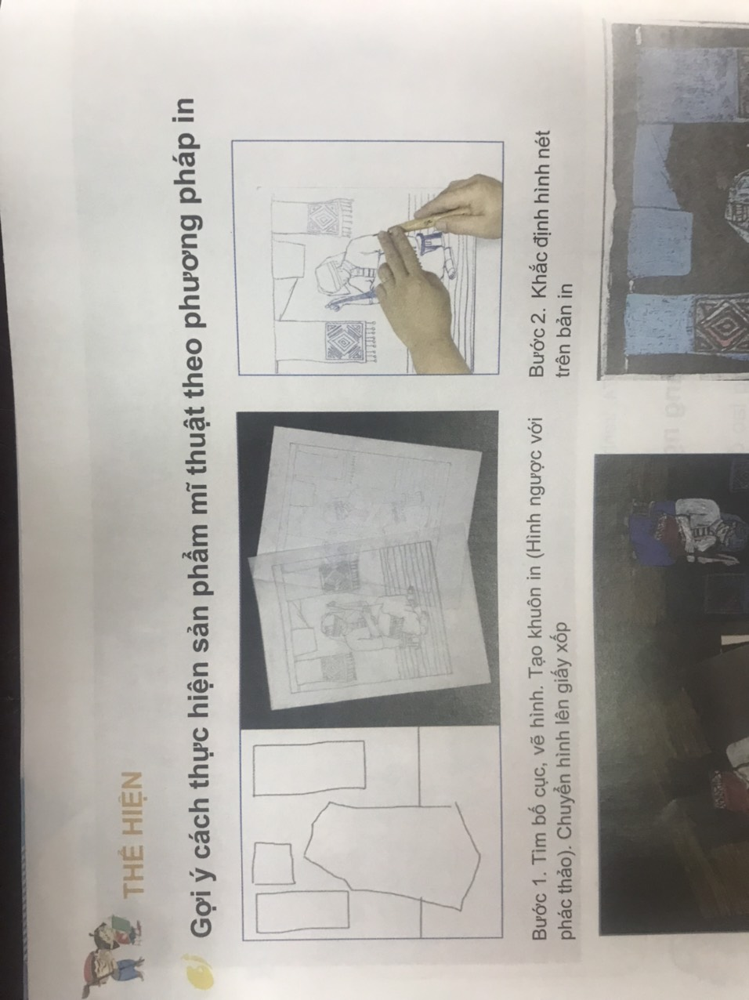 THỂ HIỆN
Gợi ý cách thực hiện sản phẩm mĩ thuật theo phương pháp in
Bước 1. Tìm bố cục, vẽ hình. Tạo khuôn in (Hình ngược với
phác thảo). Chuyển hình lên giấy xốp
Bước 2. Khắc định hình nét
trên bản in